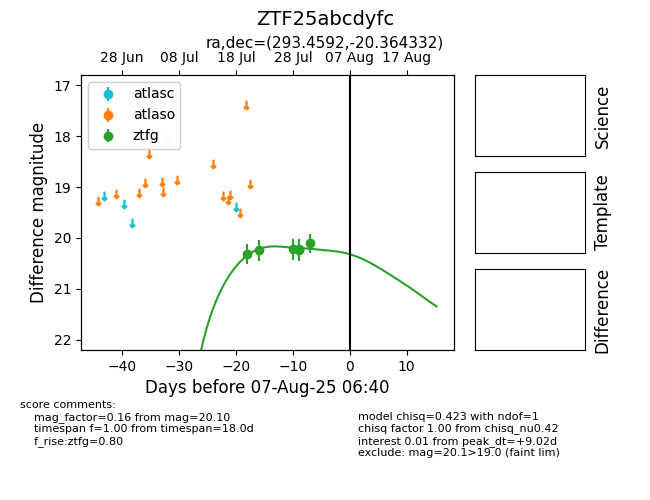 ZTF25abcdyfc
ra,dec=(293.4592,-20.364332)
28 Jun 08 Jul 18 Jul 28 Jul 07 Aug 17 Aug
atlasc
atlaso
ztfg
Difference magnitude
17
18
19
20
21
22
−40 −30 −20 −10 0 10
Days before 07-Aug-25 06:40
Science
Template
Difference
score comments:
mag_factor=0.16 from mag=20.10
timespan f=1.00 from timespan=18.0d
f_rise:ztfg=0.80
model chisq=0.423 with ndof=1
chisq factor 1.00 from chisq_nu0.42
interest 0.01 from peak_dt=+9.02d
exclude: mag=20.1>19.0 (faint lim)